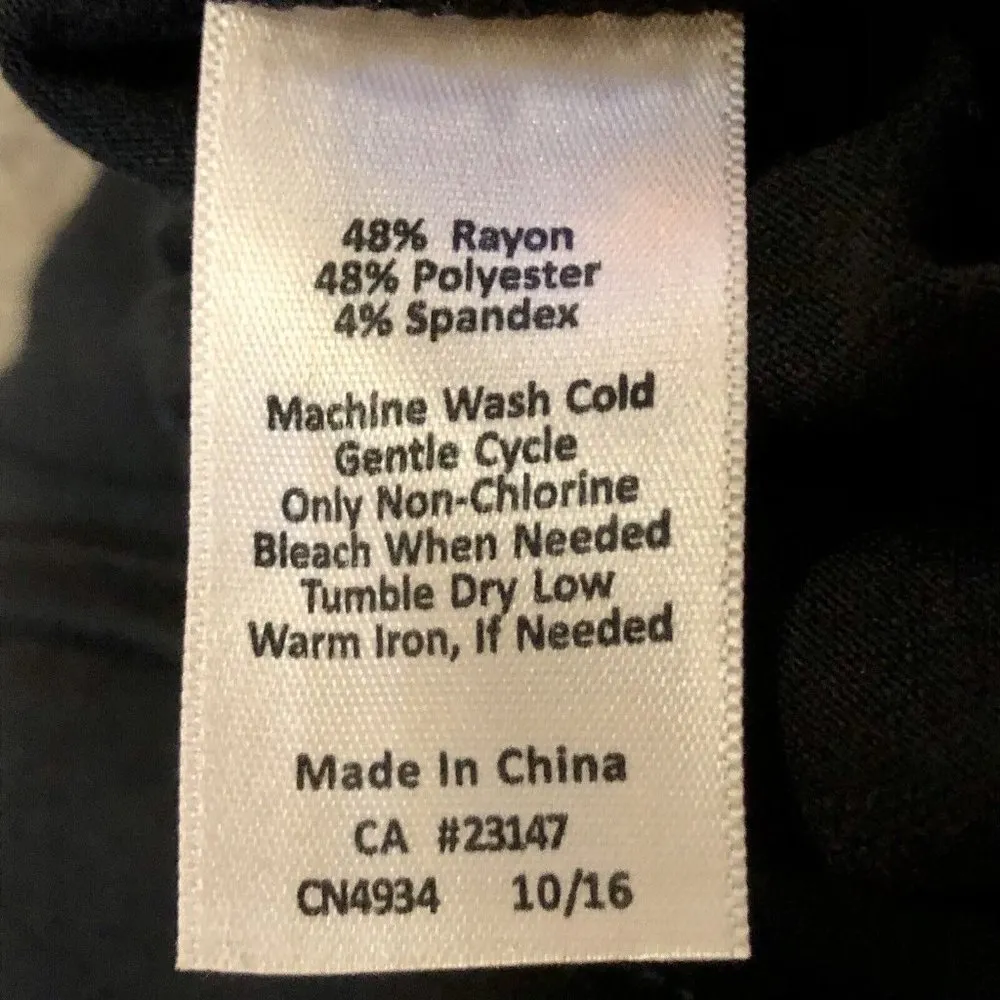 48% Rayon
48% Polyester
4% Spandex
Machine Wash Cold
Gentle Cycle
Only Non-Chlorine
Bleach When Needed
Tumble Dry Low
Warm Iron, If Needed
Made In China
CA #23147
CN4934 10/16